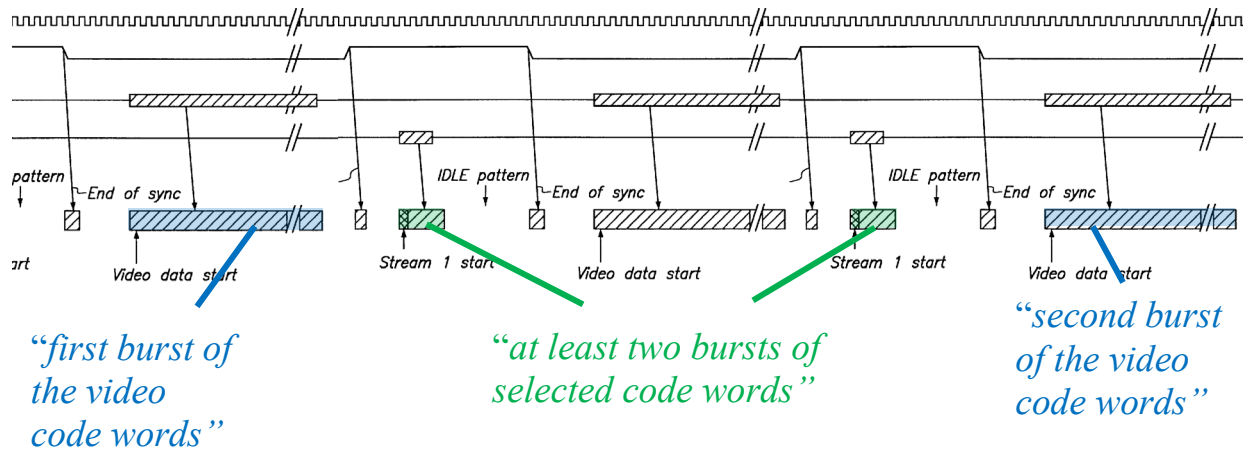 pattern
IDLE pattern
IDLE pattern
End of sync
End of sync
End of sync
art
Video data start
Stream 1 start
Video data start
Stream 1 start
Video data start
“first burst of
the video
code words”
“at least two bursts of
selected code words”
“second burst
of the video
code words”